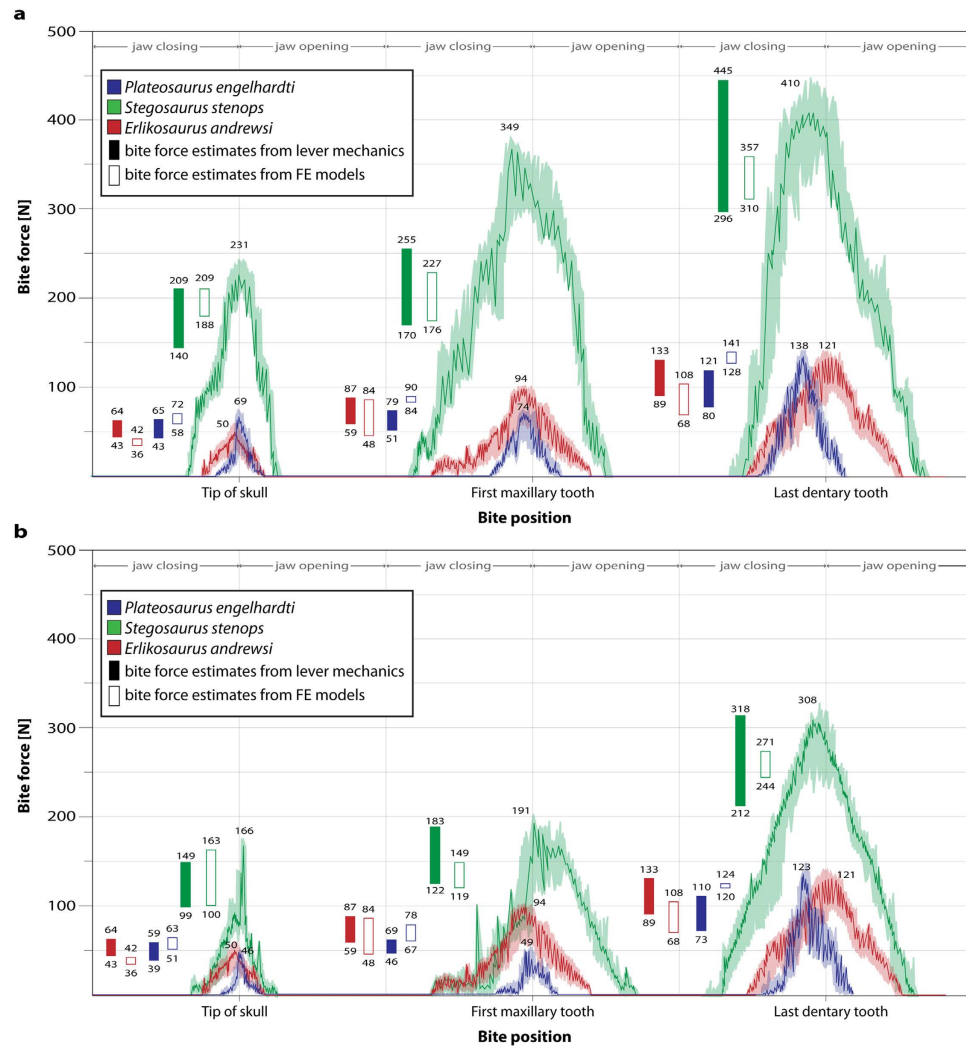 a
500
jaw closing
jaw opening
jaw closing
jaw opening
jaw closing
jaw opening
Plateosaurus engelhardti
Stegosaurus stenops
Erlikosaurus andrewsi
bite force estimates from lever mechanics
bite force estimates from FE models
445
410
400
349
357
310
300
296
255
231
227
209
209
200
188
176
170
140
141
138
121
133
128
121
108
100
94
87
84
90
79
89
80
84
74
72
69
68
64
65
59
58
50
51
48
42
43
43
36
Bite force [N]
Tip of skull
First maxillary tooth
Last dentary tooth
Bite position
b
500
jaw closing
jaw opening
jaw closing
jaw opening
jaw closing
jaw opening
Plateosaurus engelhardti
Stegosaurus stenops
Erlikosaurus andrewsi
bite force estimates from lever mechanics
bite force estimates from FE models
400
318
308
300
271
244
212
200
191
183
166
163
149
149
133
124
123
121
122
119
120
110
108
100
100
99
94
89
87
84
78
73
69
68
67
64
63
59
59
51
50
46
49
48
46
42
43
39
36
Bite force [N]
Tip of skull
First maxillary tooth
Last dentary tooth
Bite position